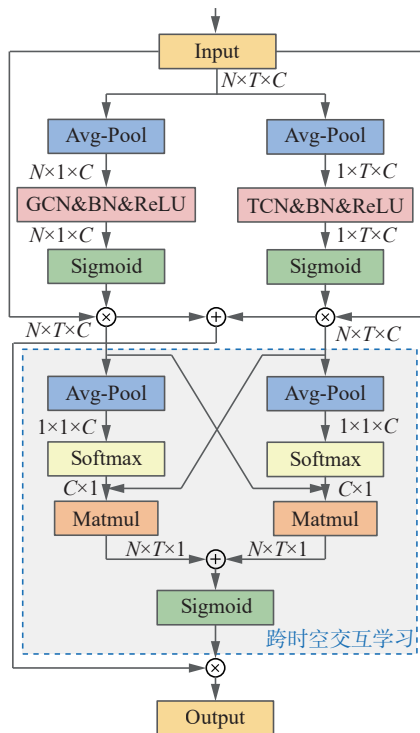 Input
N×T×C
Avg-Pool
Avg-Pool
N×1×C
1×T×C
GCN&BN&ReLU
TCN&BN&ReLU
N×1×C
1×T×C
Sigmoid
Sigmoid
N×T×C
N×T×C
Avg-Pool
Avg-Pool
1×1×C
1×1×C
Softmax
Softmax
C×1
C×1
Matmul
Matmul
N×T×1
N×T×1
Sigmoid
跨时空交互学习
Output